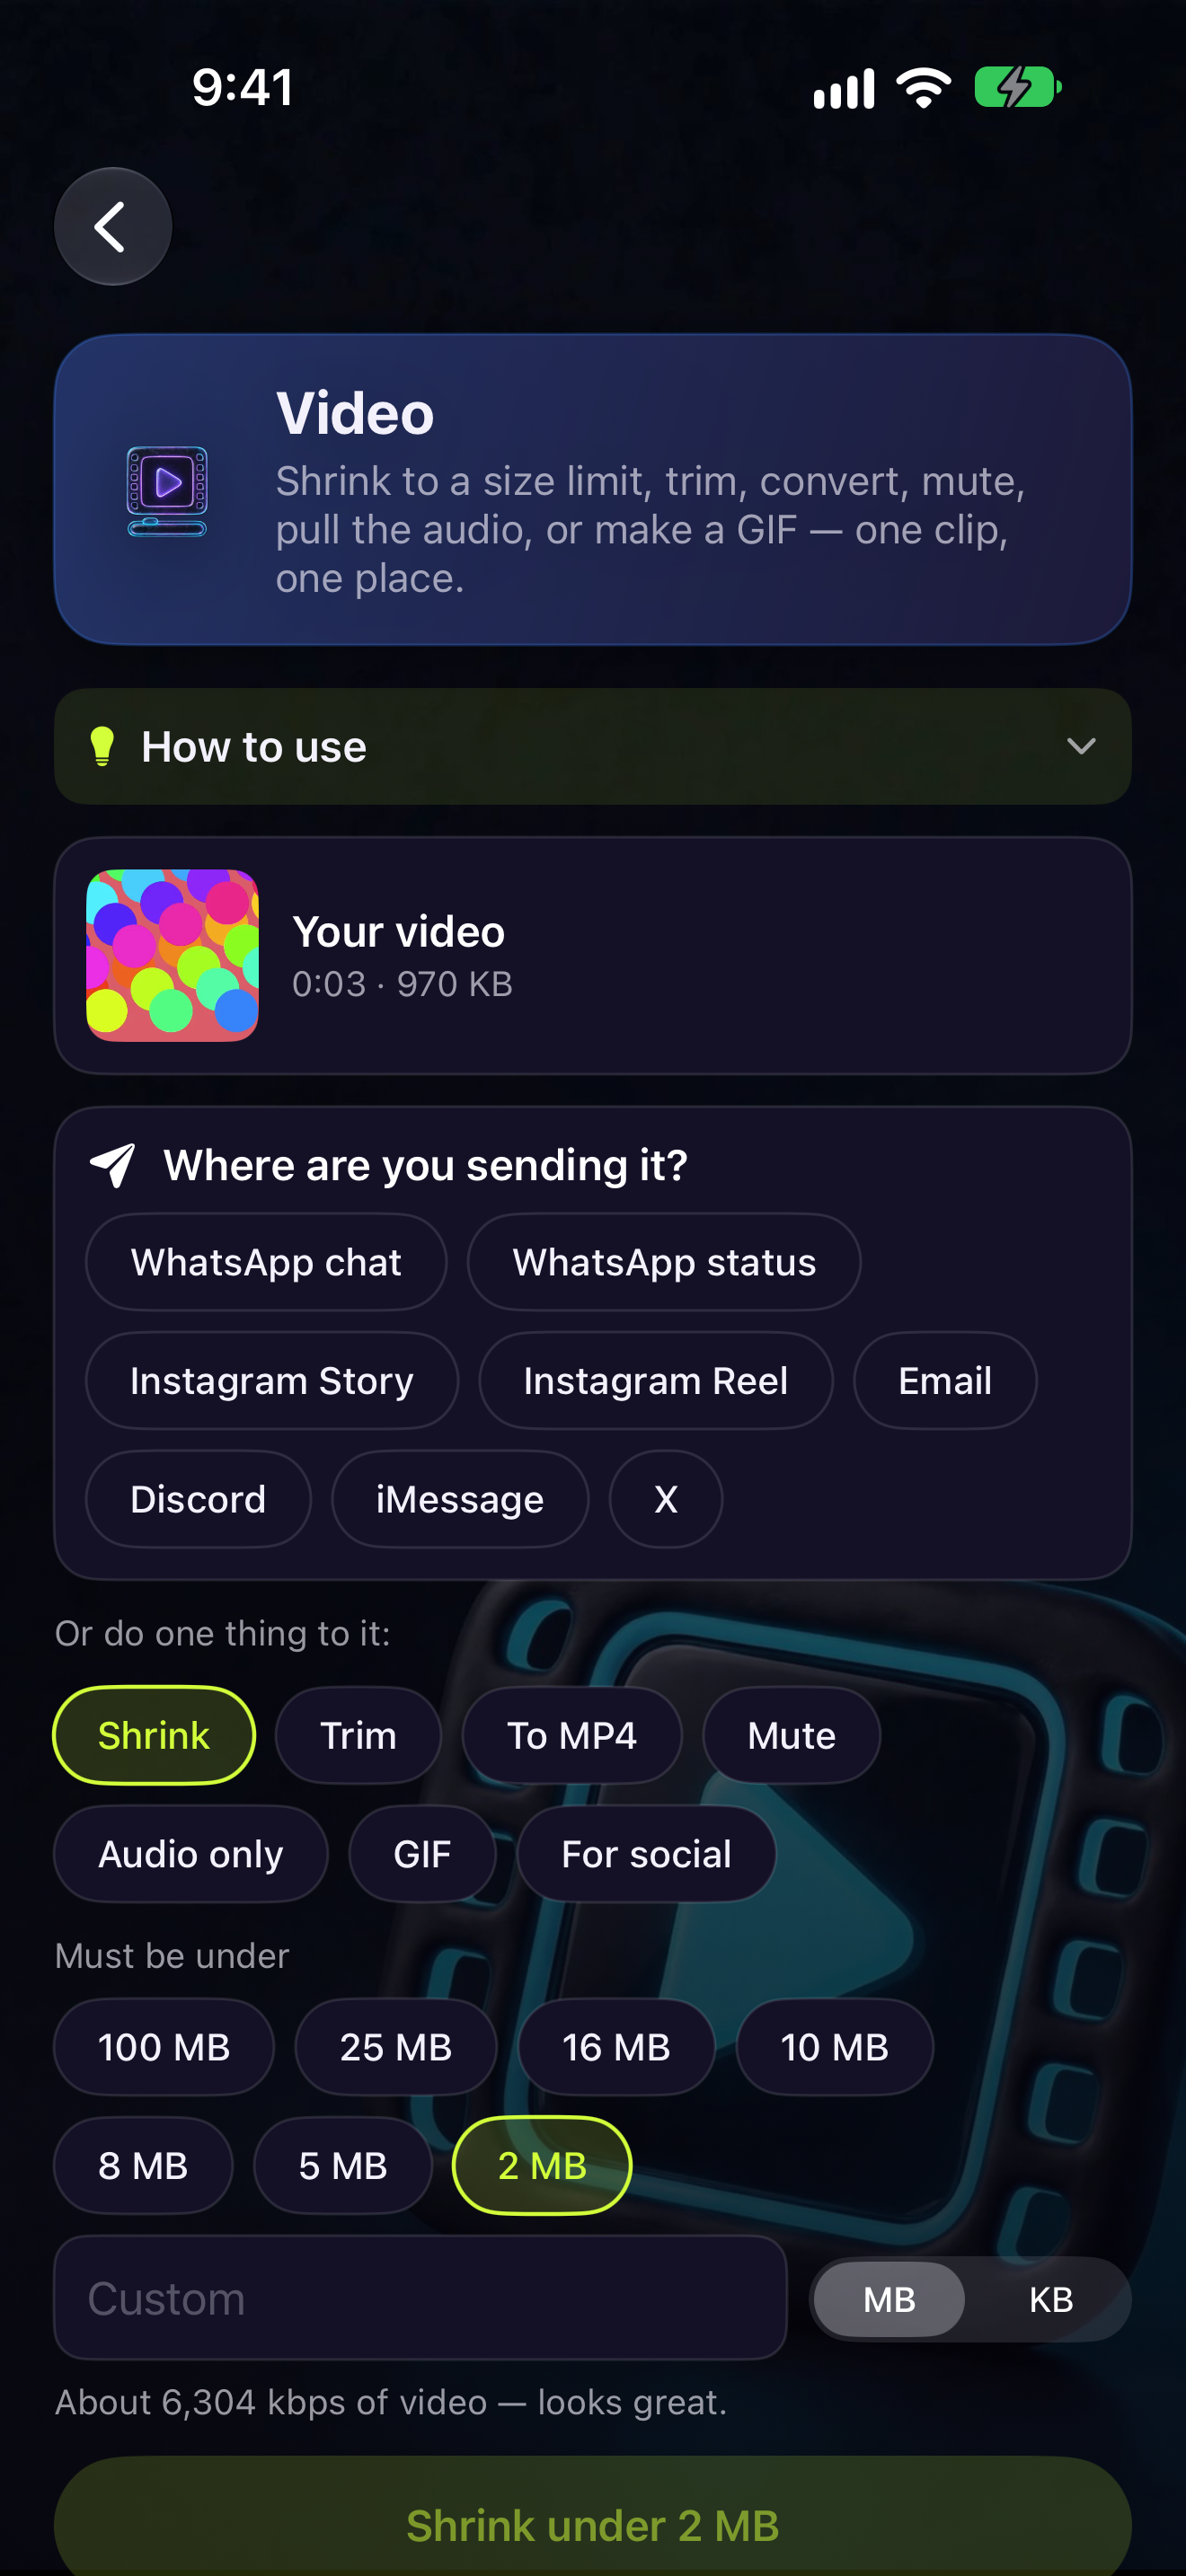 9:41
Video
Shrink to a size limit, trim, convert, mute,
pull the audio, or make a GIF — one clip,
one place.
How to use
Your video
0:03 · 970 KB
Where are you sending it?
WhatsApp chat WhatsApp status
Instagram Story Instagram Reel Email
Discord iMessage X
Or do one thing to it:
Shrink Trim To MP4 Mute
Audio only GIF For social
Must be under
100 MB 25 MB 16 MB 10 MB
8 MB 5 MB 2 MB
Custom MB KB
About 6,304 kbps of video — looks great.
Shrink under 2 MB